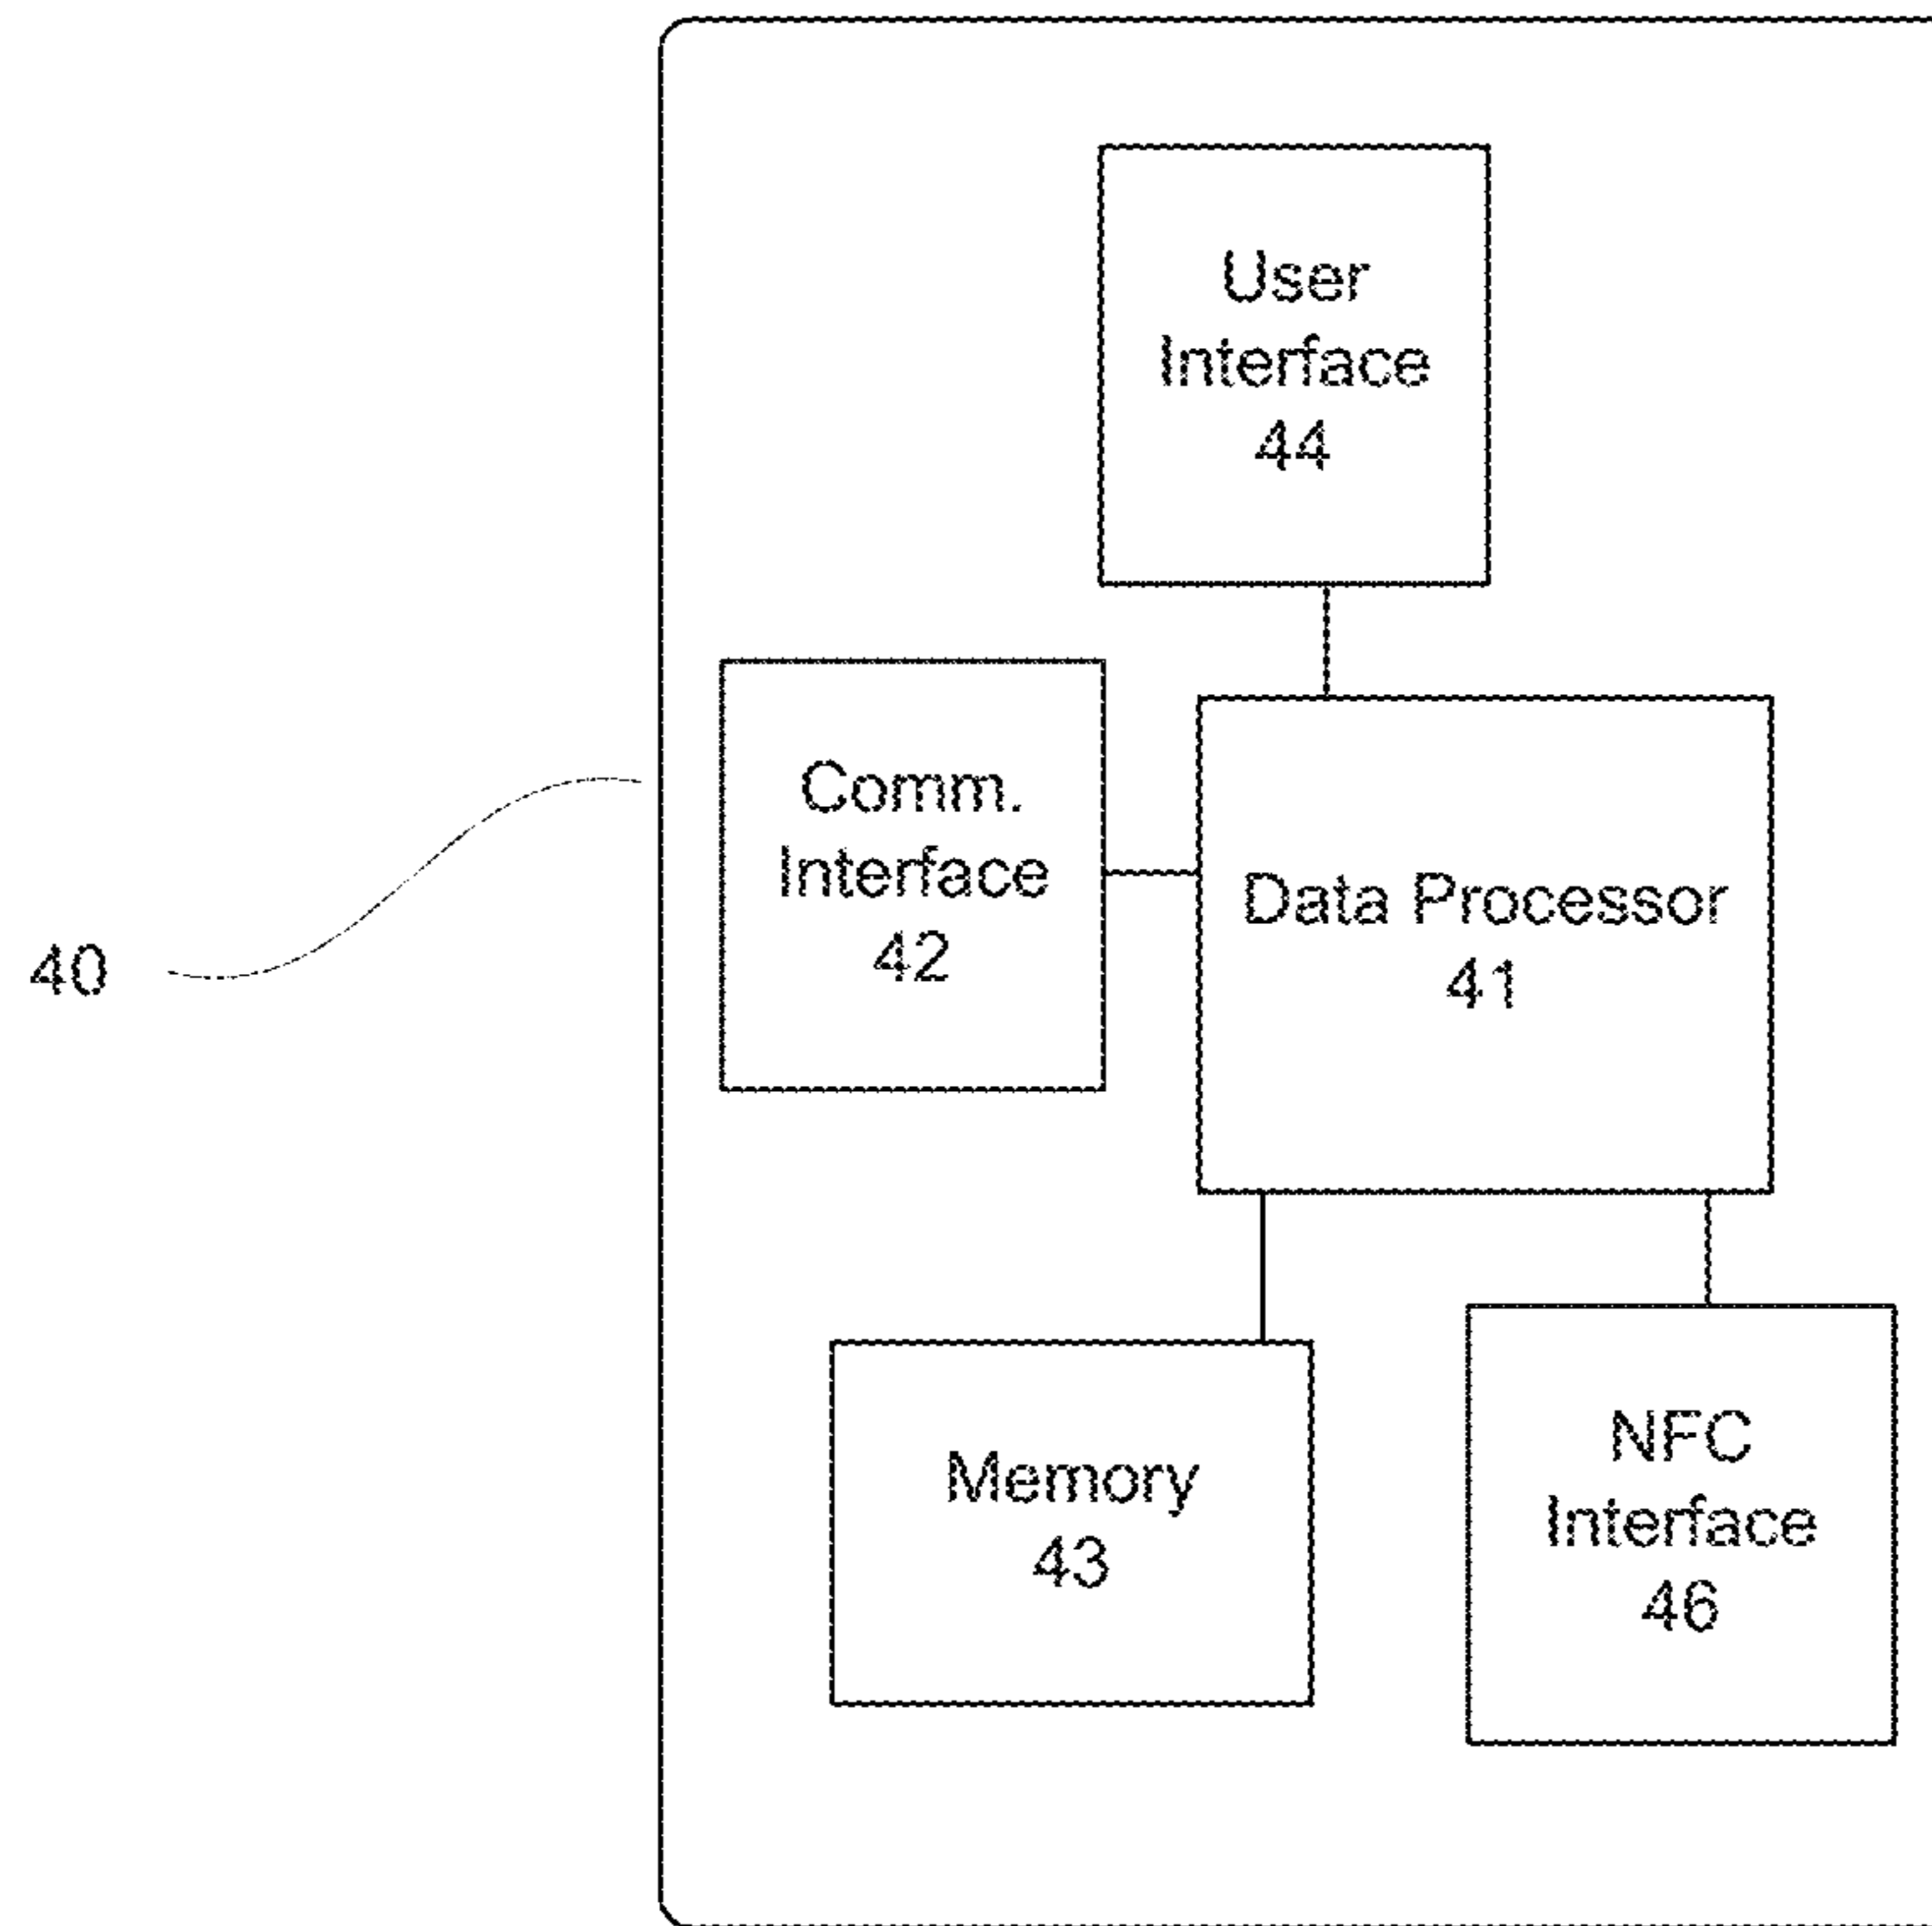 User
Interface
44
Comm.
Interface
42
Data Processor
41
40
Memory
43
NFC
Interface
46